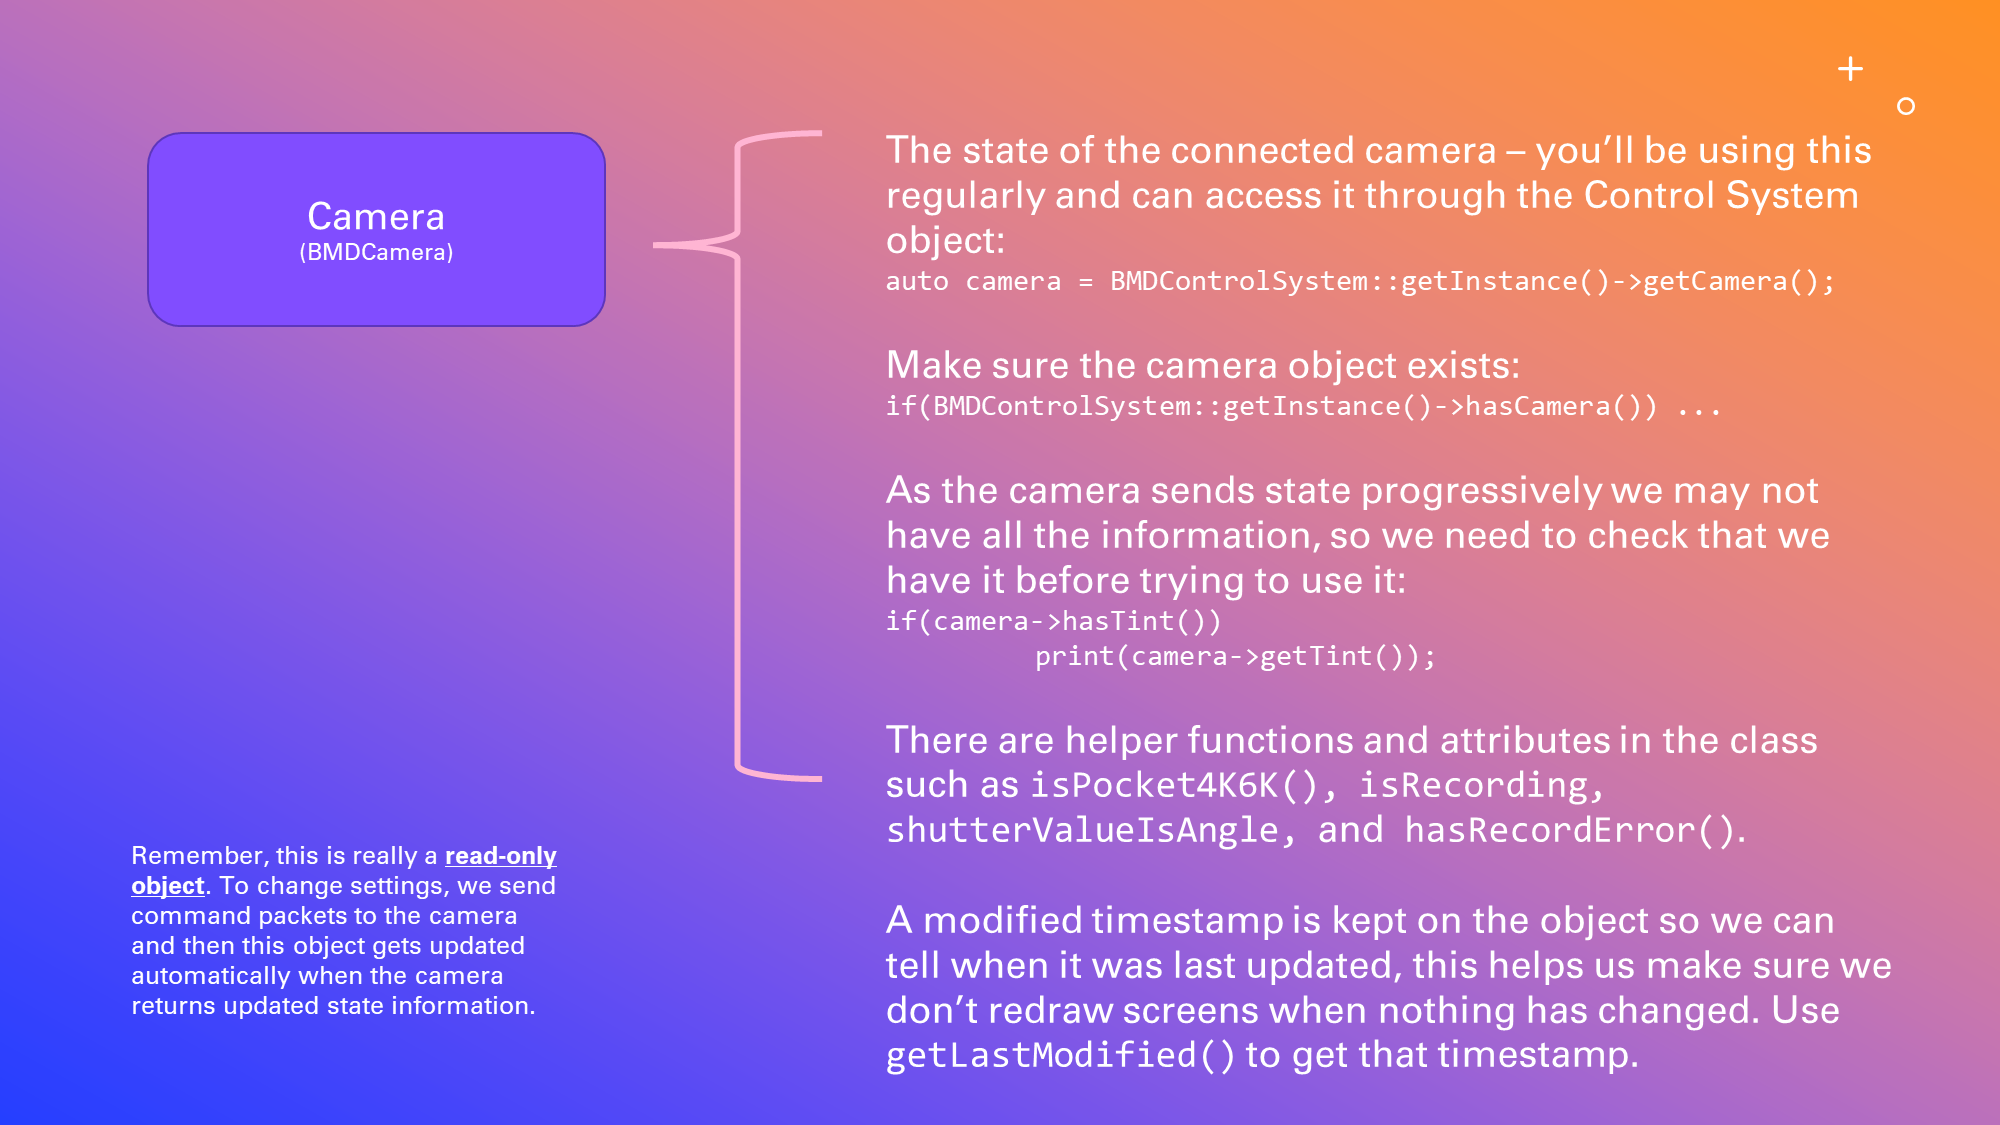 Camera
(BMDCamera)
The state of the connected camera – you’ll be using this
regularly and can access it through the Control System
object:
auto camera = BMDControlSystem::getInstance()->getCamera();
Make sure the camera object exists:
if(BMDControlSystem::getInstance()->hasCamera()) ...
As the camera sends state progressively we may not
have all the information, so we need to check that we
have it before trying to use it:
if(camera->hasTint())
print(camera->getTint());
There are helper functions and attributes in the class
such as isPocket4K6K(), isRecording,
shutterValueIsAngle, and hasRecordError().
A modified timestamp is kept on the object so we can
tell when it was last updated, this helps us make sure we
don’t redraw screens when nothing has changed. Use
getLastModified() to get that timestamp.
Remember, this is really a read-only
object. To change settings, we send
command packets to the camera
and then this object gets updated
automatically when the camera
returns updated state information.